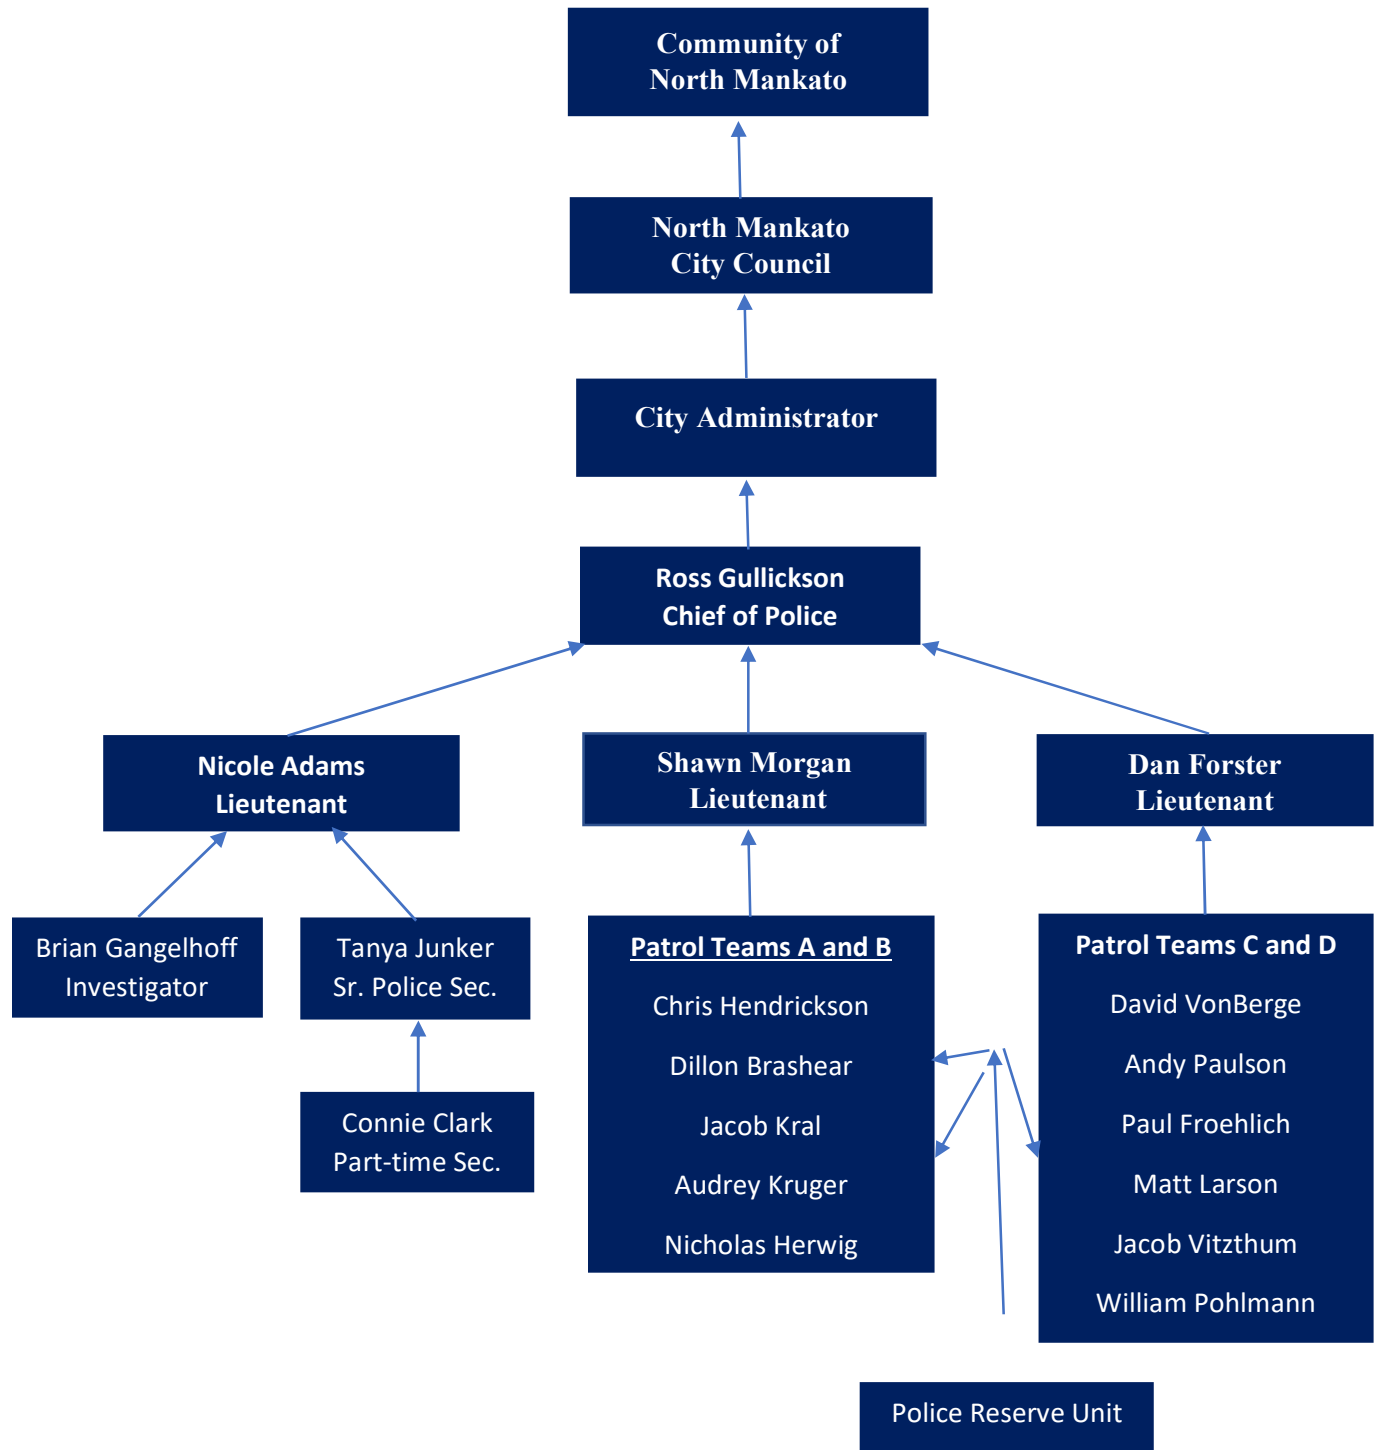 Community of
North Mankato
North Mankato
City Council
City Administrator
Ross Gullickson
Chief of Police
Nicole Adams
Lieutenant
Shawn Morgan
Lieutenant
Dan Forster
Lieutenant
Brian Gangelhoff
Investigator
Tanya Junker
Sr. Police Sec.
Connie Clark
Part-time Sec.
Patrol Teams A and B
Chris Hendrickson
Dillon Brashear
Jacob Kral
Audrey Kruger
Nicholas Herwig
Patrol Teams C and D
David VonBerge
Andy Paulson
Paul Froehlich
Matt Larson
Jacob Vitzthum
William Pohlmann
Police Reserve Unit